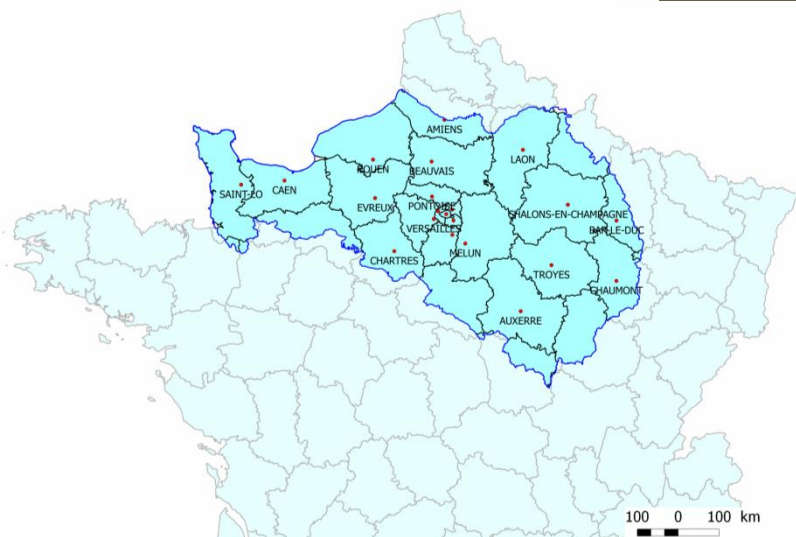 AMIENS
LAON
ROUEN
BEAUVAIS
SAINT-LO
CAEN
EVREUX
PONTOISE
CHALONS-EN-CHAMPAGNE
BAR-LE-DUC
VERSAILLES
MELUN
CHARTRES
TROYES
CHAUMONT
AUXERRE
100 0 100 km